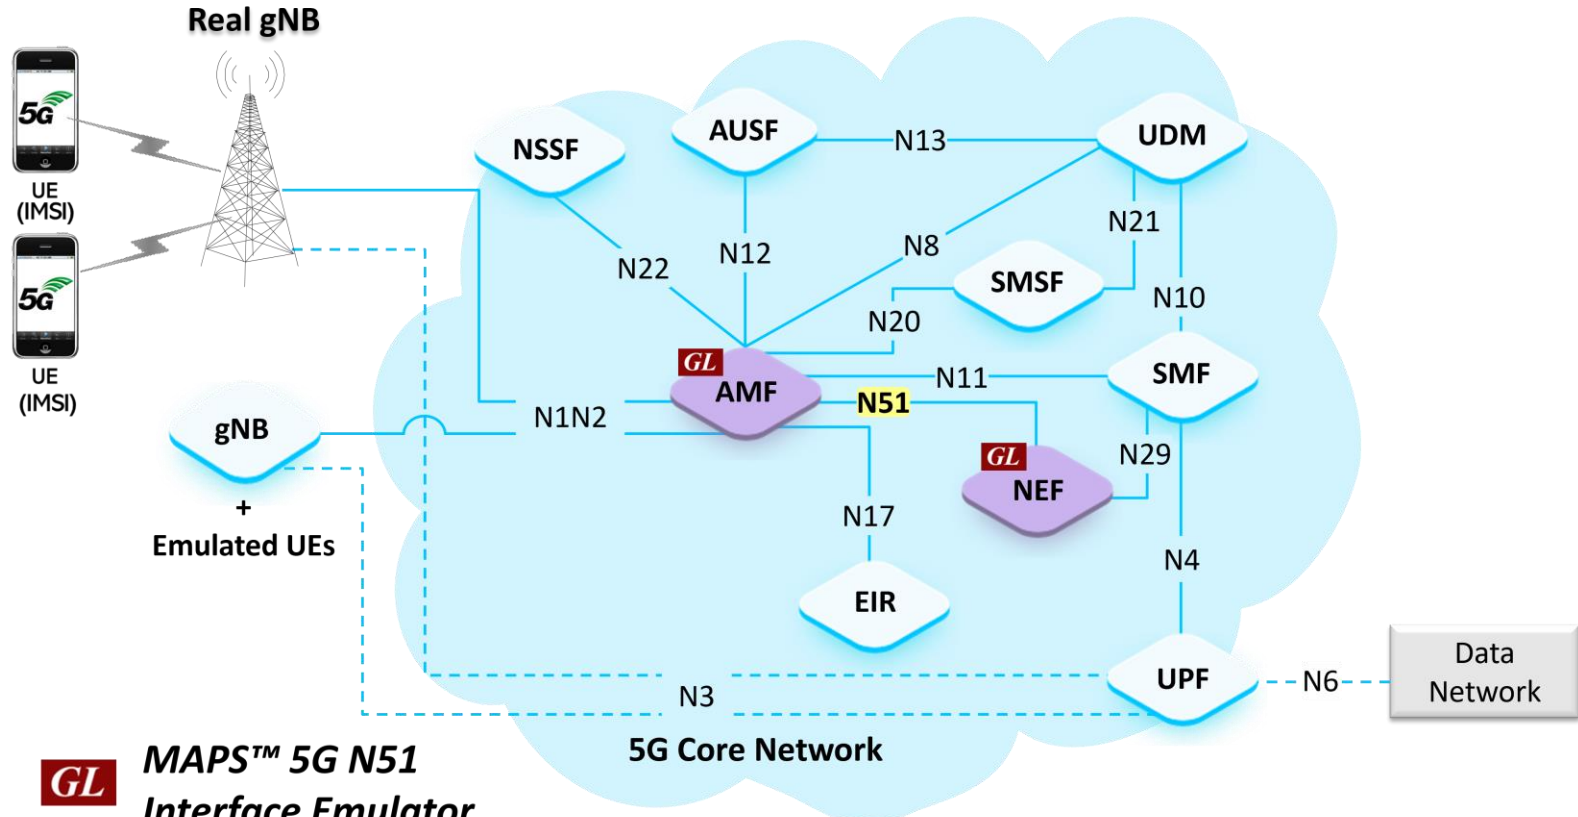 Real gNB
5G
UE
(IMSI)
5G
UE
(IMSI)
NSSF
AUSF
N13
UDM
N22
N12
N8
N21
SMSF
N20
N10
GL
AMF
N11
SMF
N51
N1N2
gNB
+
Emulated UEs
GL
NEF
N29
N17
N4
EIR
N3
UPF
N6
Data
Network
5G Core Network
GL
MAPS™ 5G N51
Interface Emulator